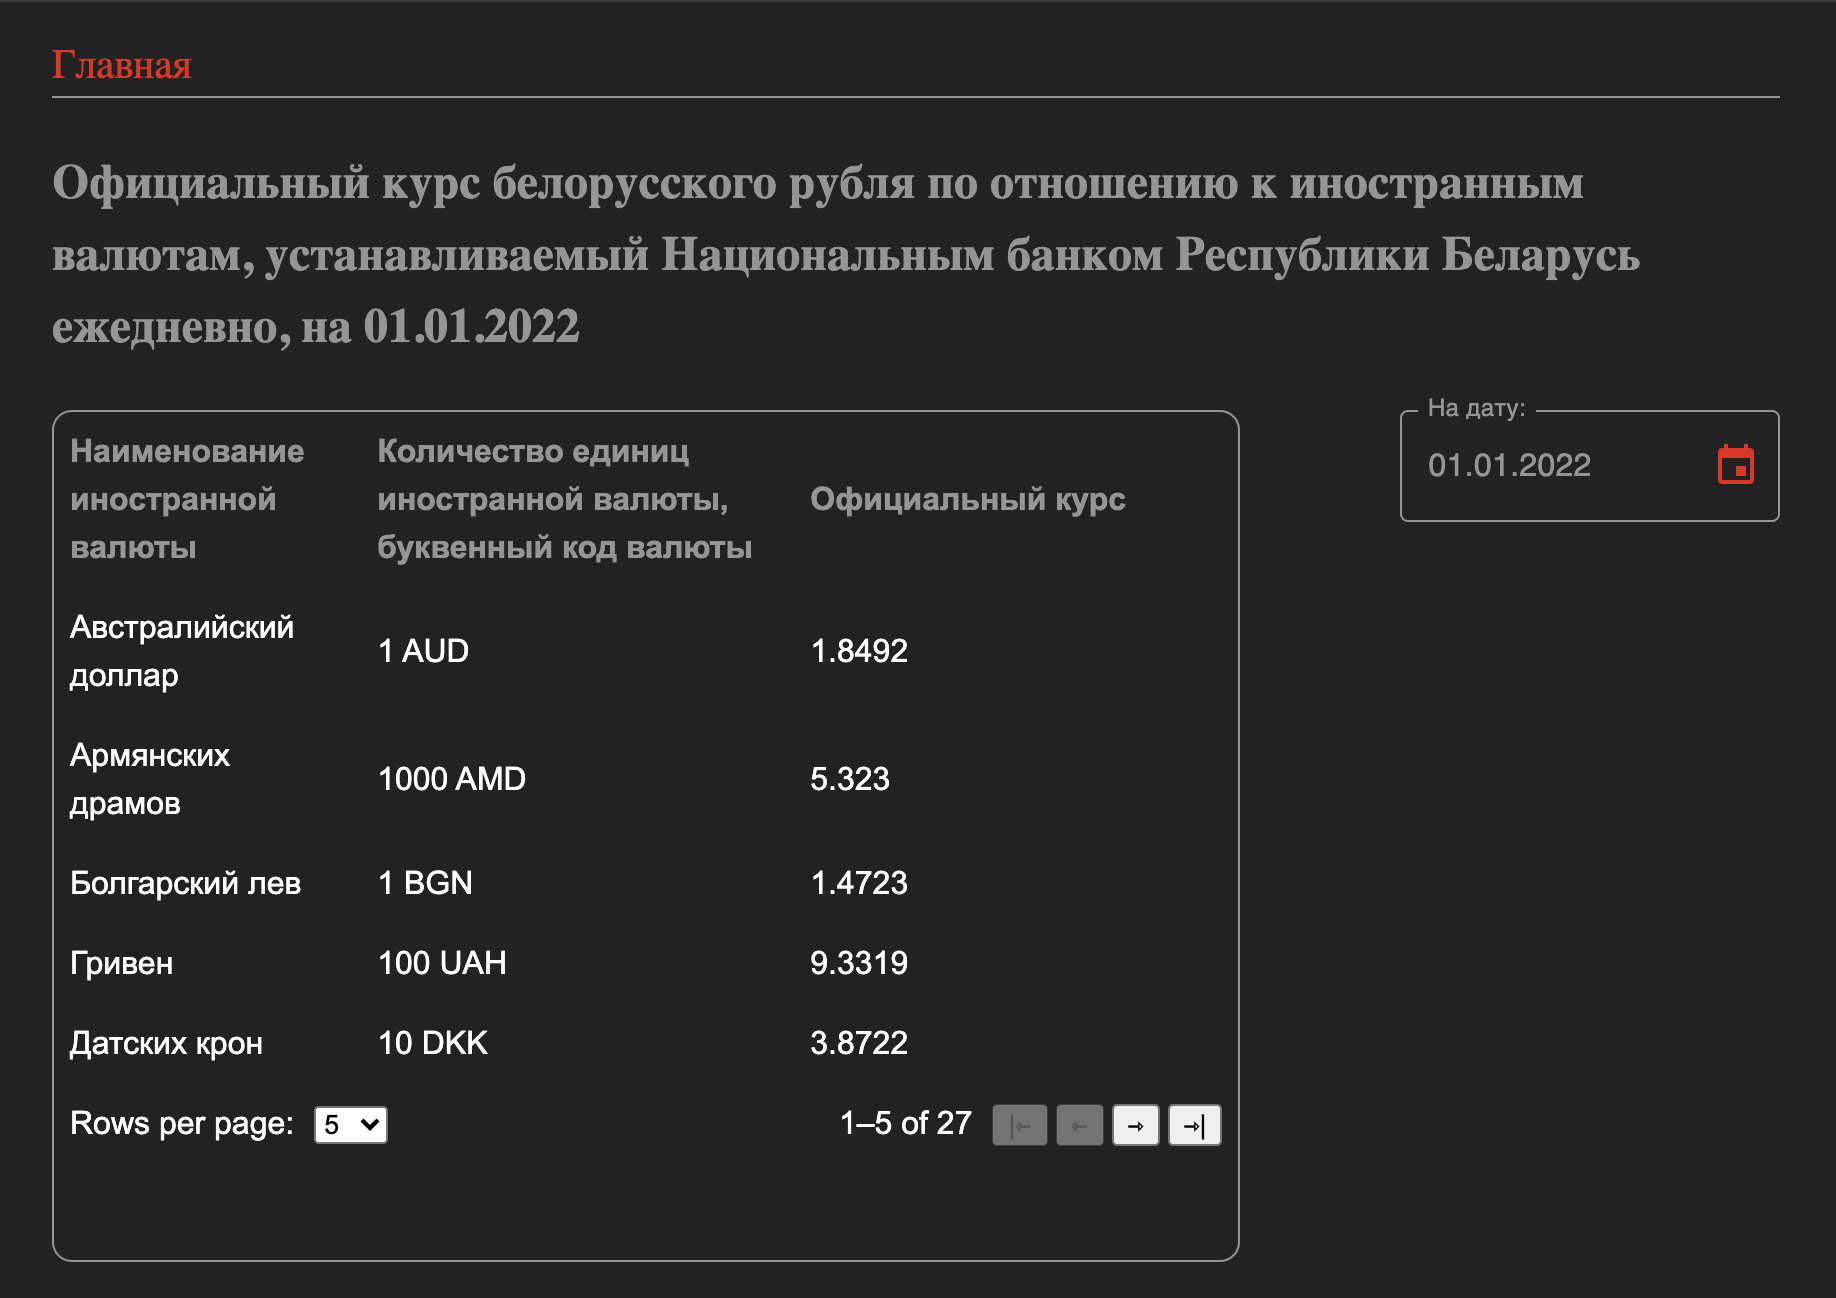 Главная
Официальный курс белорусского рубля по отношению к иностранным
валютам, устанавливаемый Национальным банком Республики Беларусь
ежедневно, на 01.01.2022
На дату:
01.01.2022
Наименование
иностранной
валюты
Количество единиц
иностранной валюты,
буквенный код валюты
Официальный курс
Австралийский
доллар
1 AUD
1.8492
Армянских
драмов
1000 AMD
5.323
Болгарский лев
1 BGN
1.4723
Гривен
100 UAH
9.3319
Датских крон
10 DKK
3.8722
Rows per page: 5
1–5 of 27